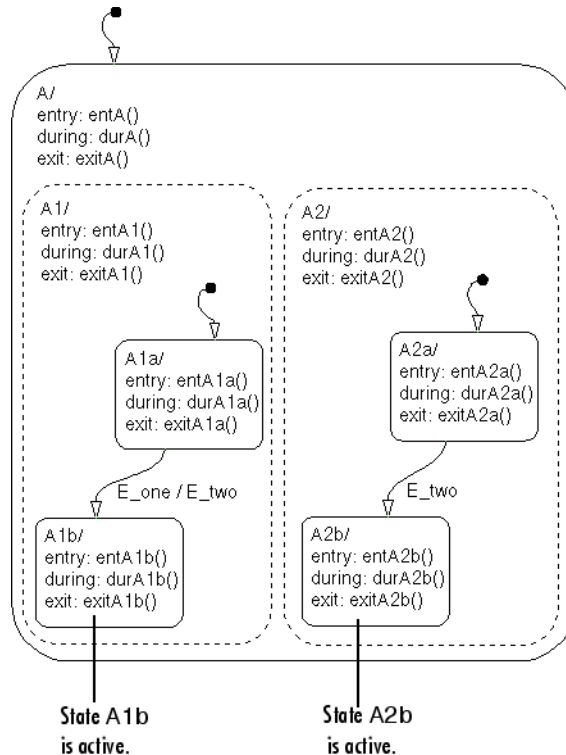 A/
entry: entA()
during: durA()
exit: exitA()
A1/
entry: entA1()
during: durA1()
exit: exitA1()
A2/
entry: entA2()
during: durA2()
exit: exitA2()
A1a/
entry: entA1a()
during: durA1a()
exit: exitA1a()
A2a/
entry: entA2a()
during: durA2a()
exit: exitA2a()
E_one / E_two
E_two
A1b/
entry: entA1b()
during: durA1b()
exit: exitA1b()
A2b/
entry: entA2b()
during: durA2b()
exit: exitA2b()
State A1b
is active.
State A2b
is active.